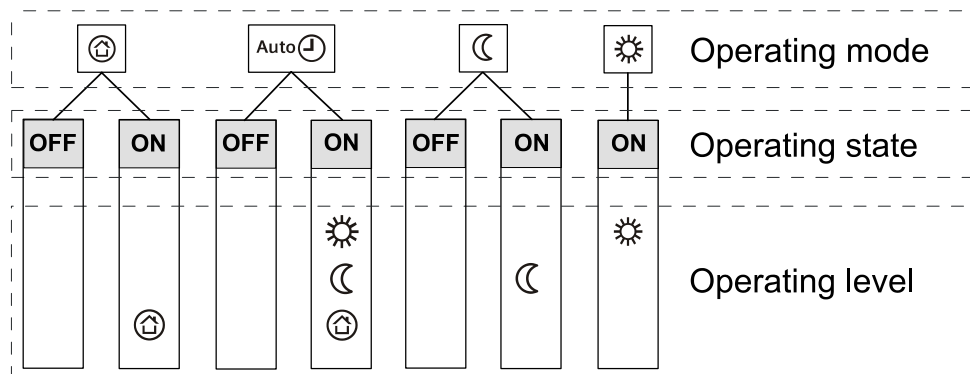 Auto
Operating mode
OFF ON OFF ON OFF ON ON
Operating state
Operating level